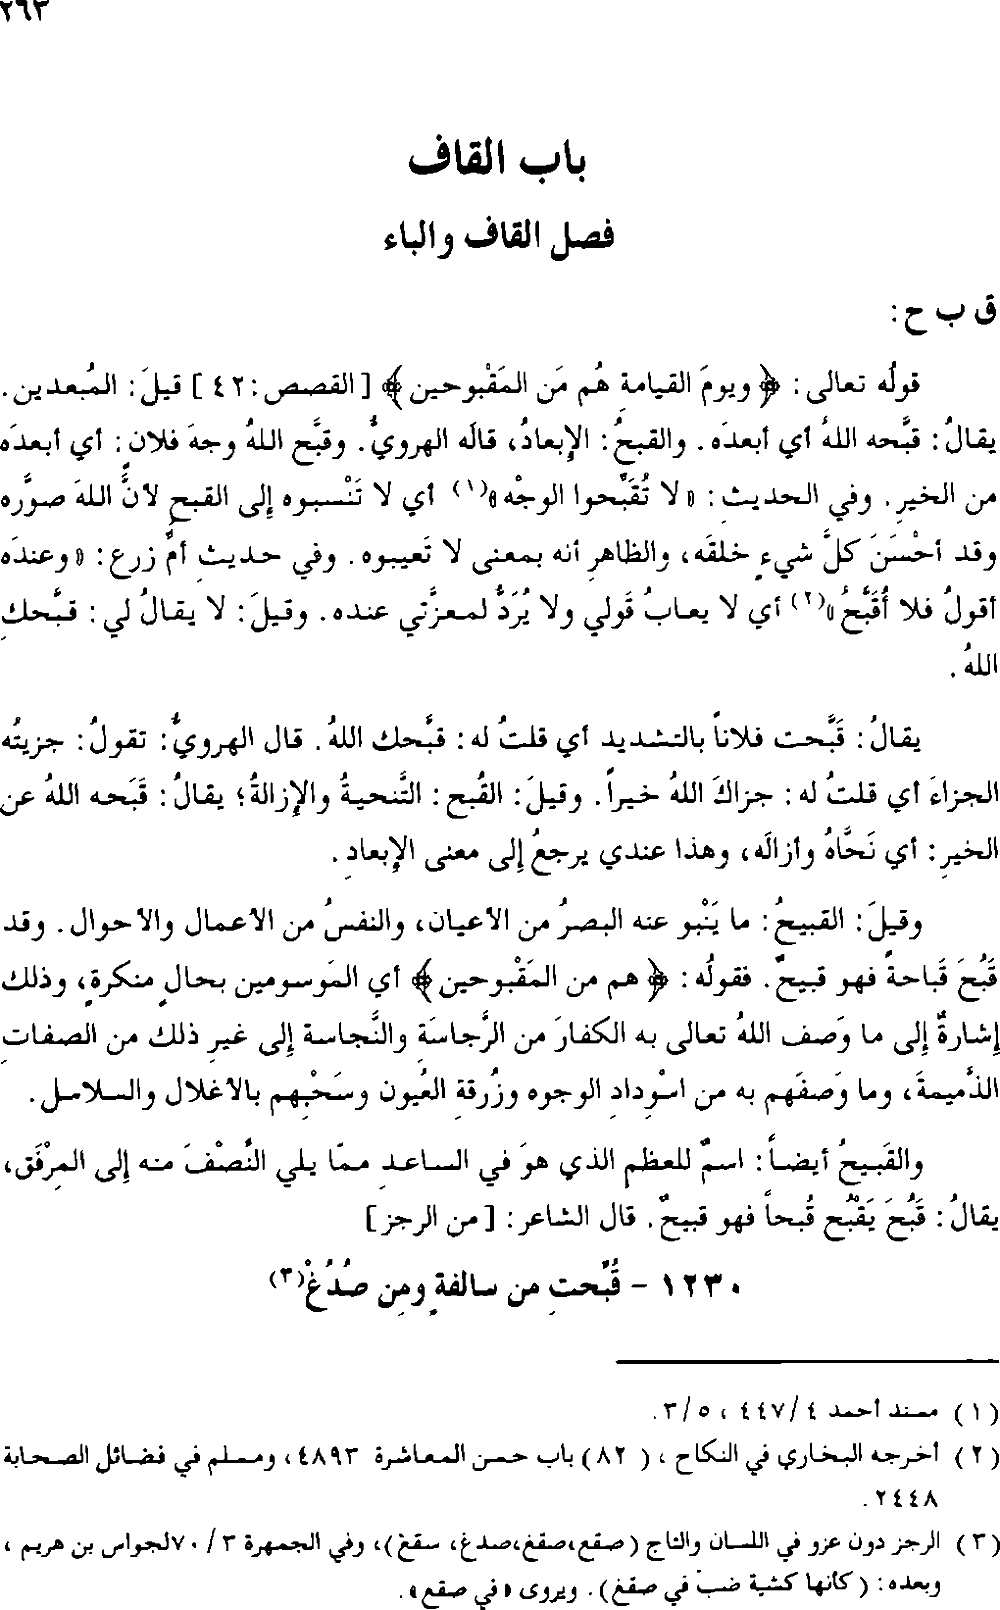 ٢٦٣
باب القاف
فصل القاف والباء
ق ب ح :
قولُه تعالى: ﴿ويومَ القيامةِ هُم مَن المَقْبوحين﴾ [القصص: ٤٢] قيلَ: المُبعدين.
يقالُ: قبَّحه اللهُ أي أبعدَه. والقبحُ: الإبعادُ، قالَه الهرويُّ. وقبَّح اللهُ وجهَ فلانٍ: أي أبعدَه
من الخيرِ. وفي الحديثِ: «لا تُقَبِّحوا الوجْه»(١) أي لا تَنْسبوه إلى القبحِ لأنَّ اللهَ صوَّره
وقد أحْسَنَ كلَّ شيءٍ خلقَه، والظاهرِ أنه بمعنى لا تَعيبوه. وفي حديثِ أمِّ زرع: «وعندَه
أقولُ فلا أُقَبَّحُ»(٢) أي لا يعابُ قَولي ولا يُرَدُّ لمعزَّتي عنده. وقيلَ: لا يقالُ لي: قبَّحكِ
اللهُ.
يقالُ: قَبَّحت فلاناً بالتشديد أي قلتُ له: قبَّحك اللهُ. قال الهرويُّ: تقولُ: جزيتُه
الجزاءَ أي قلتُ له: جزاكَ اللهُ خيراً. وقيلَ: القُبح: التَّنحيةُ والإزالةُ؛ يقالُ: قَبَحه اللهُ عن
الخيرِ: أي نَحَّاهُ وأزالَه، وهذا عندي يرجعُ إلى معنى الإبعادِ.
وقيلَ: القبيحُ: ما يَنْبو عنه البصرُ من الأعيان، والنفسُ من الأعمال والأحوال. وقد
قَبُحَ قَباحةً فهو قبيحٌ. فقولُه: ﴿هم من المَقْبوحين﴾ أي المَوسومين بحالٍ منكرةٍ، وذلك
إشارةٌ إلى ما وَصف اللهُ تعالى به الكفارَ من الرَّجاسَةِ والنَّجاسة إلى غيرِ ذلك من الصفاتِ
الذَّميمةَ، وما وَصفَهم به من اسْودادِ الوجوه وزُرقةِ العُيون وسَحْبِهم بالأغلال والسلاسل.
والقَبيحُ أيضاً: اسمٌ للعظم الذي هوَ في الساعدِ ممّا يلي النِّصْفَ منه إلى المِرْفَق،
يقالُ: قَبُحَ يَقْبُح قُبحاً فهو قبيحٌ. قال الشاعر: [من الرجز]
١٢٣٠ - قُبِّحتِ من سالفةٍ ومِن صُدُغْ(٣)
(١) مسند أحمد ٤/ ٤٤٧، ٥/ ٣.
(٢) أخرجه البخاري في النكاح، (٨٢) باب حسن المعاشرة ٤٨٩٣، ومسلم في فضائل الصحابة
٢٤٤٨.
(٣) الرجز دون عزو في اللسان والتاج (صقع،صقغ،صدغ، سقغ)، وفي الجمهرة ٣/ ٧٠لجواس بن هريم،
وبعده: (كأنها كشية ضبّ في صقغ). ويروى «في صقع».